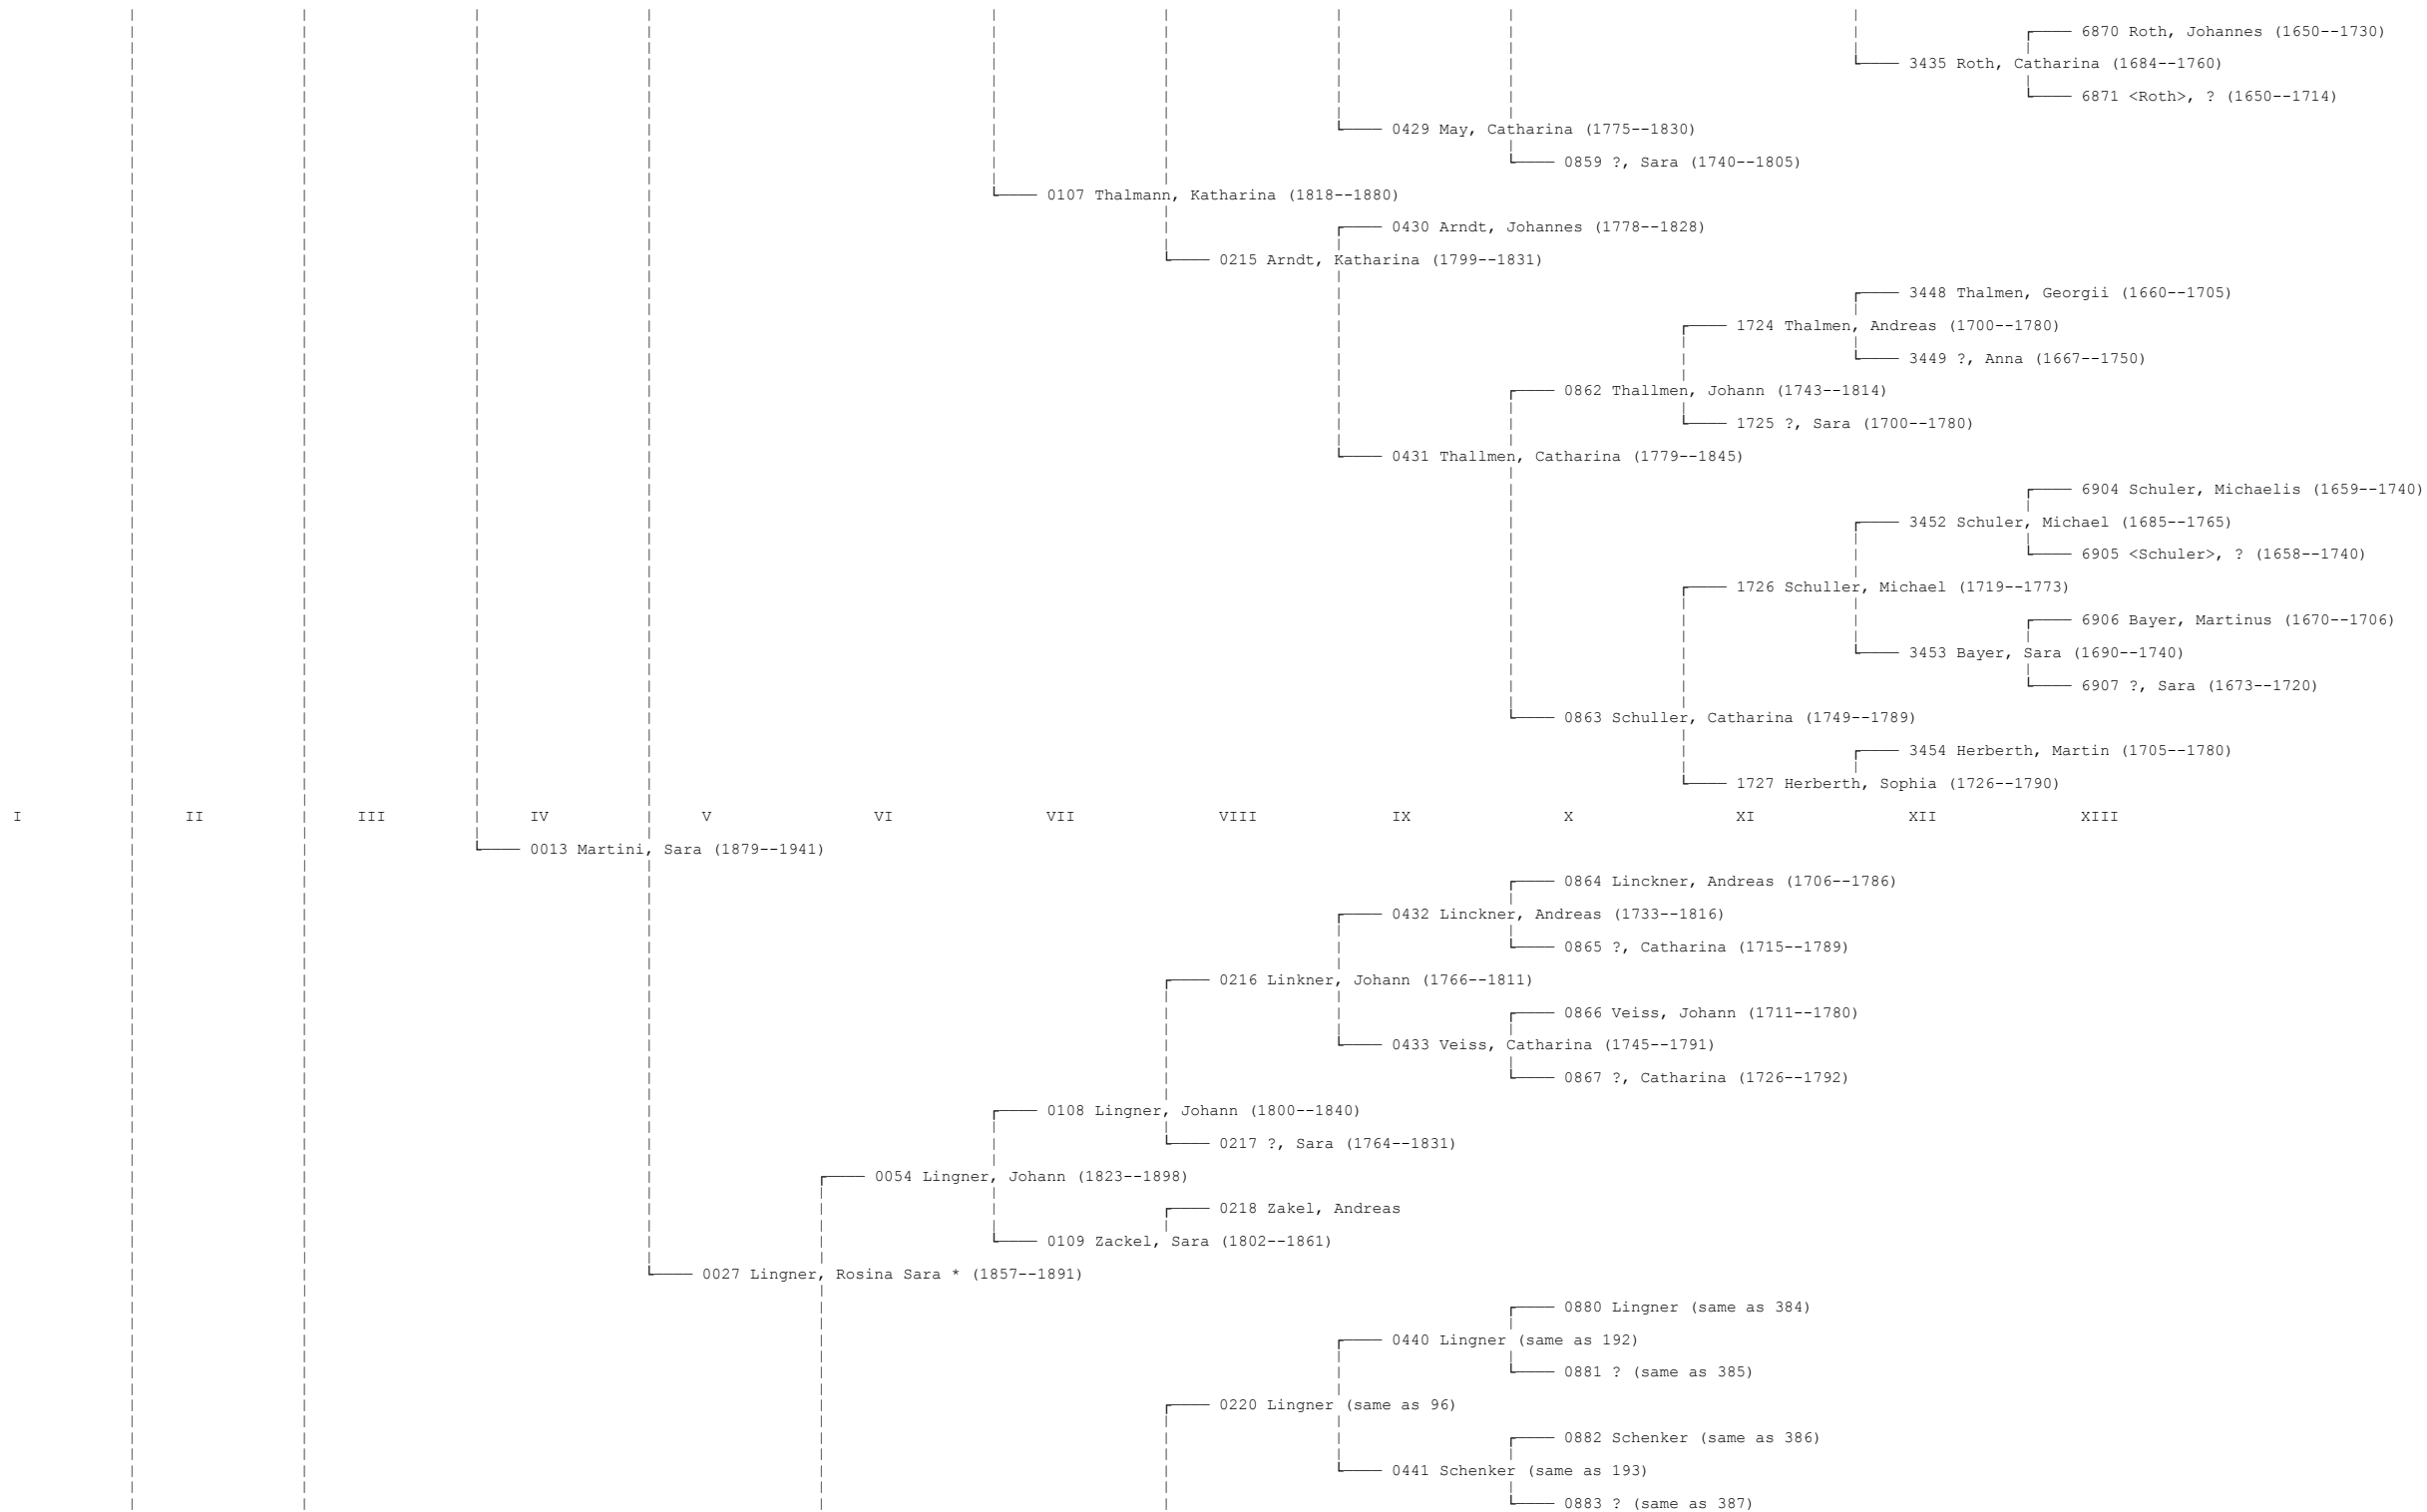 6870 Roth, Johannes (1650--1730)
3435 Roth, Catharina (1684--1760)
6871 <Roth>, ? (1650--1714)
0429 May, Catharina (1775--1830)
0859 ?, Sara (1740--1805)
0107 Thalmann, Katharina (1818--1880)
0430 Arndt, Johannes (1778--1828)
0215 Arndt, Katharina (1799--1831)
3448 Thalmen, Georgii (1660--1705)
1724 Thalmen, Andreas (1700--1780)
3449 ?, Anna (1667--1750)
0862 Thallmen, Johann (1743--1814)
1725 ?, Sara (1700--1780)
0431 Thallmen, Catharina (1779--1845)
6904 Schuler, Michaelis (1659--1740)
3452 Schuler, Michael (1685--1765)
6905 <Schuler>, ? (1658--1740)
1726 Schuller, Michael (1719--1773)
6906 Bayer, Martinus (1670--1706)
3453 Bayer, Sara (1690--1740)
6907 ?, Sara (1673--1720)
0863 Schuller, Catharina (1749--1789)
3454 Herberth, Martin (1705--1780)
1727 Herberth, Sophia (1726--1790)
I II III IV V VI VII VIII IX X XI XII XIII
0013 Martini, Sara (1879--1941)
0864 Linckner, Andreas (1706--1786)
0432 Linckner, Andreas (1733--1816)
0865 ?, Catharina (1715--1789)
0216 Linkner, Johann (1766--1811)
0866 Veiss, Johann (1711--1780)
0433 Veiss, Catharina (1745--1791)
0867 ?, Catharina (1726--1792)
0108 Lingner, Johann (1800--1840)
0217 ?, Sara (1764--1831)
0054 Lingner, Johann (1823--1898)
0218 Zakel, Andreas
0109 Zackel, Sara (1802--1861)
0027 Lingner, Rosina Sara * (1857--1891)
0880 Lingner (same as 384)
0440 Lingner (same as 192)
0881 ? (same as 385)
0220 Lingner (same as 96)
0882 Schenker (same as 386)
0441 Schenker (same as 193)
0883 ? (same as 387)